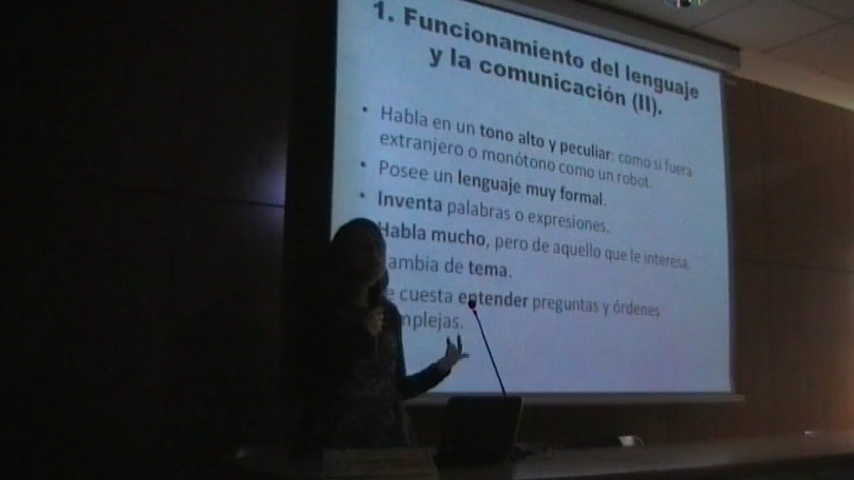 1. Funcionamiento del lenguaje
y la comunicación (II).
• Habla en un tono alto y peculiar: como si fuera
extranjero o monótono como un robot.
• Posee un lenguaje muy formal.
• Inventa palabras o expresiones.
Habla mucho, pero de aquello que le interesa.
ambia de tema.
e cuesta entender preguntas y órdenes
mplejas.